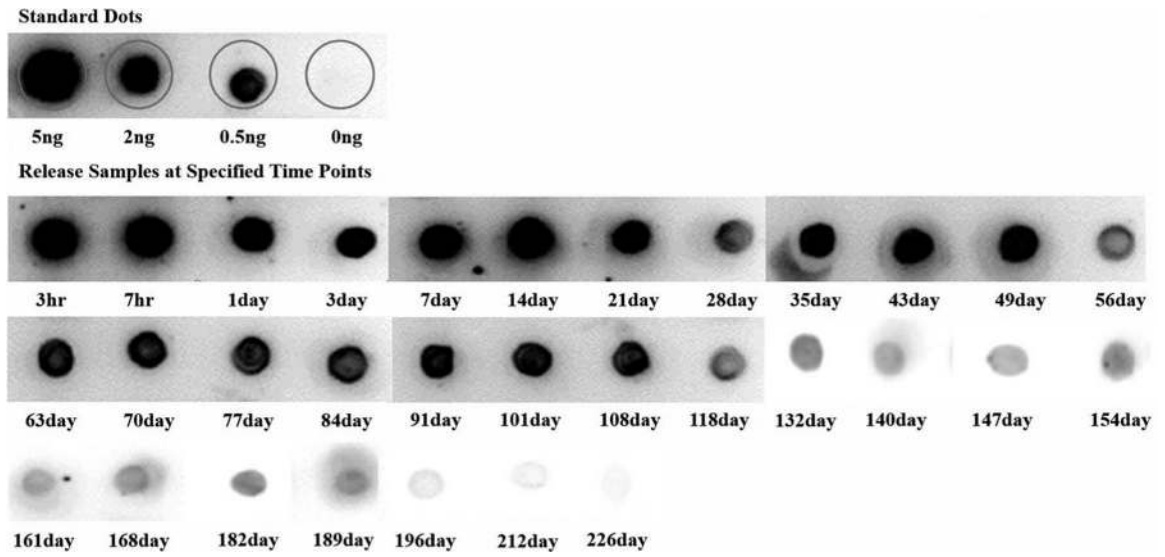 Standard Dots
5ng 2ng 0.5ng 0ng
Release Samples at Specified Time Points
3hr 7hr 1day 3day 7day 14day 21day 28day 35day 43day 49day 56day
63day 70day 77day 84day 91day 101day 108day 118day 132day 140day 147day 154day
161day 168day 182day 189day 196day 212day 226day